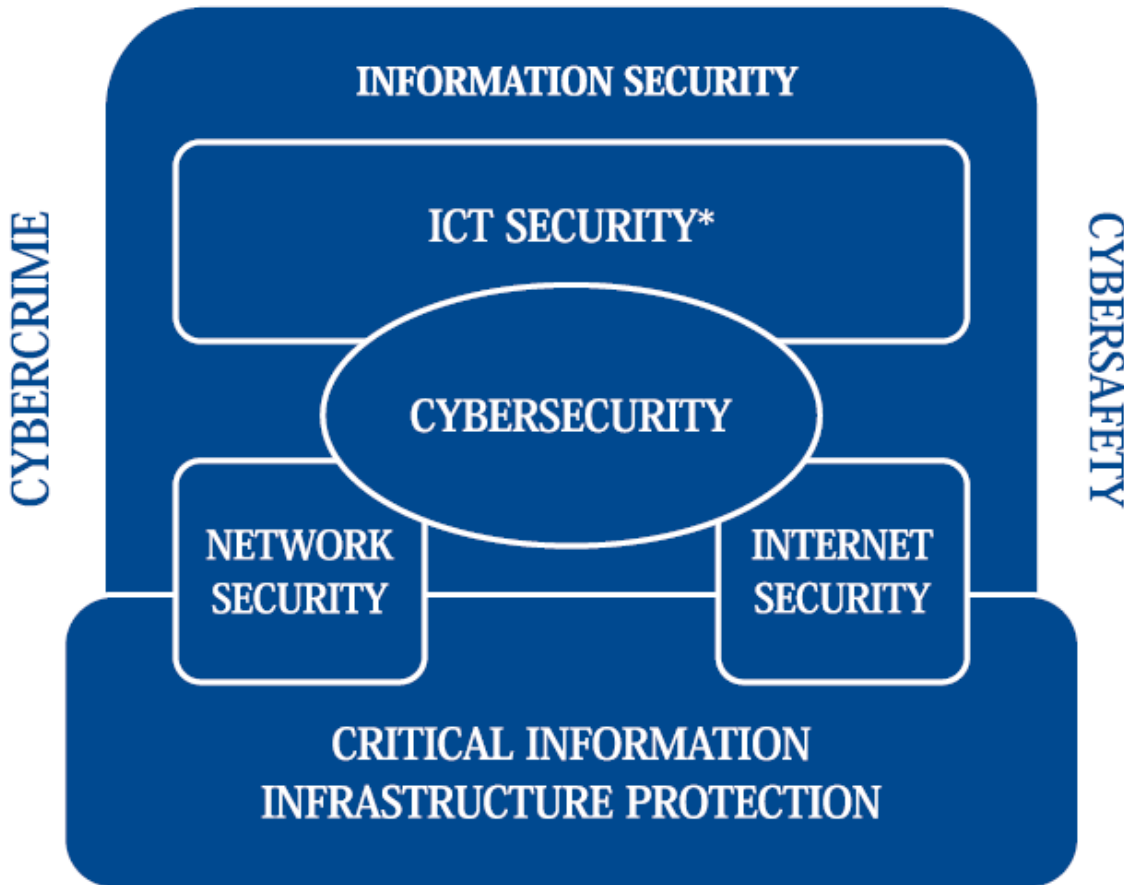 INFORMATION SECURITY
ICT SECURITY*
CYBERCRIME
CYBERSAFETY
CYBERSECURITY
NETWORK
SECURITY
INTERNET
SECURITY
CRITICAL INFORMATION
INFRASTRUCTURE PROTECTION